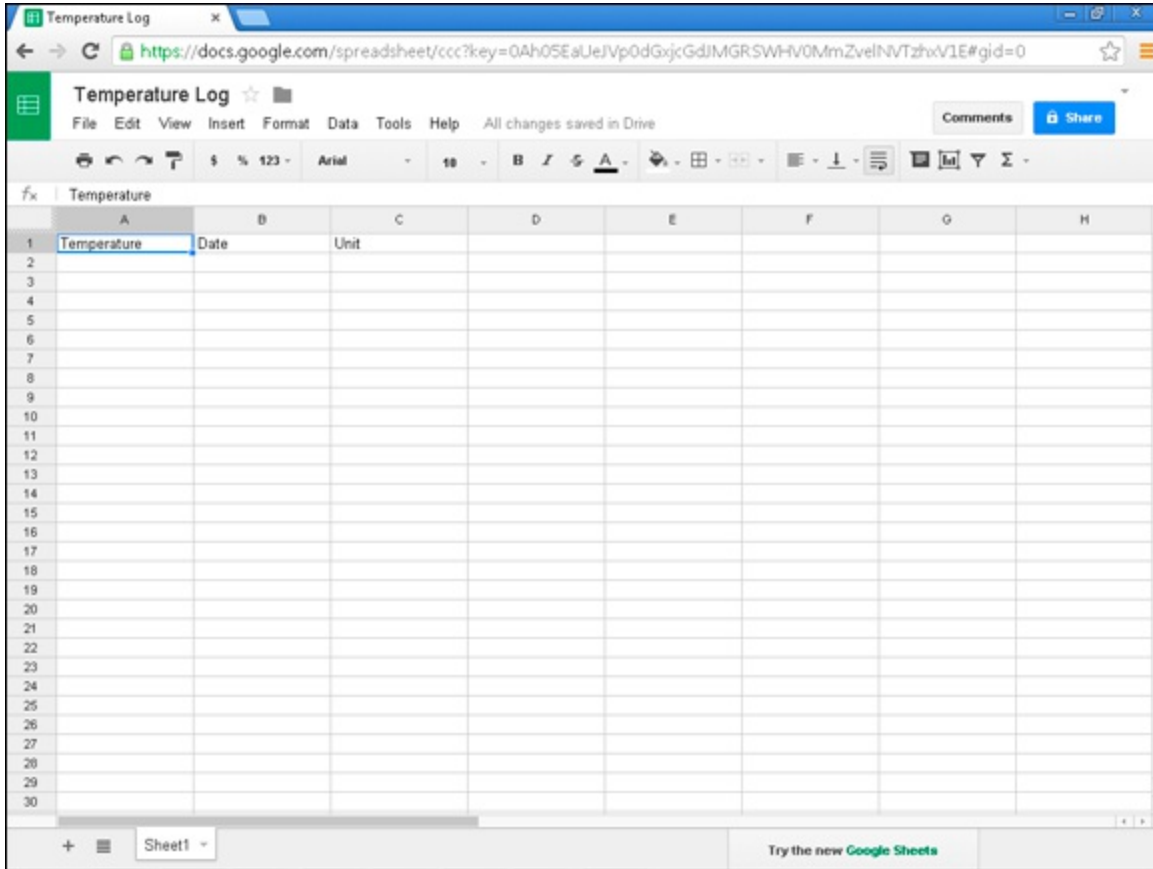 Temperature Log
https://docs.google.com/spreadsheet/ccc?key=0Ah05EaUeJVp0dGxjcGdJMGRSWHV0MmZvelNVTzhxV1E#gid=0
Temperature Log
File Edit View Insert Format Data Tools Help All changes saved in Drive
Comments Share
$ % 123 Arial 10 B I S A Σ
fx Temperature
A B C D E F G H
1 Temperature Date Unit
2
3
4
5
6
7
8
9
10
11
12
13
14
15
16
17
18
19
20
21
22
23
24
25
26
27
28
29
30
Sheet1 Try the new Google Sheets